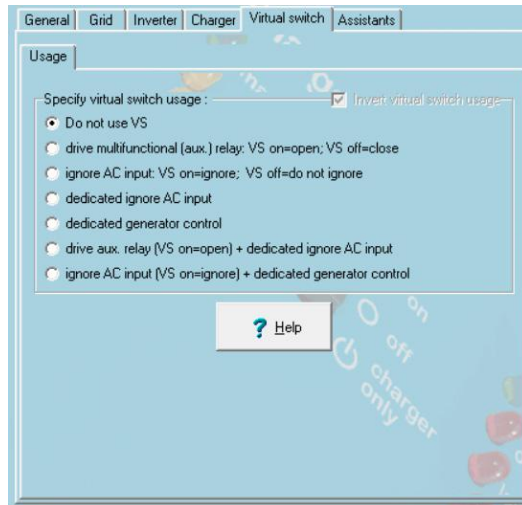 General Grid Inverter Charger Virtual switch Assistants
Usage
Specify virtual switch usage : Invert virtual switch usage
Do not use VS
drive multifunctional (aux.) relay: VS on=open; VS off=close
ignore AC input: VS on=ignore; VS off=do not ignore
dedicated ignore AC input
dedicated generator control
drive aux. relay (VS on=open) + dedicated ignore AC input
ignore AC input (VS on=ignore) + dedicated generator control
? Help
on
off
charger
only